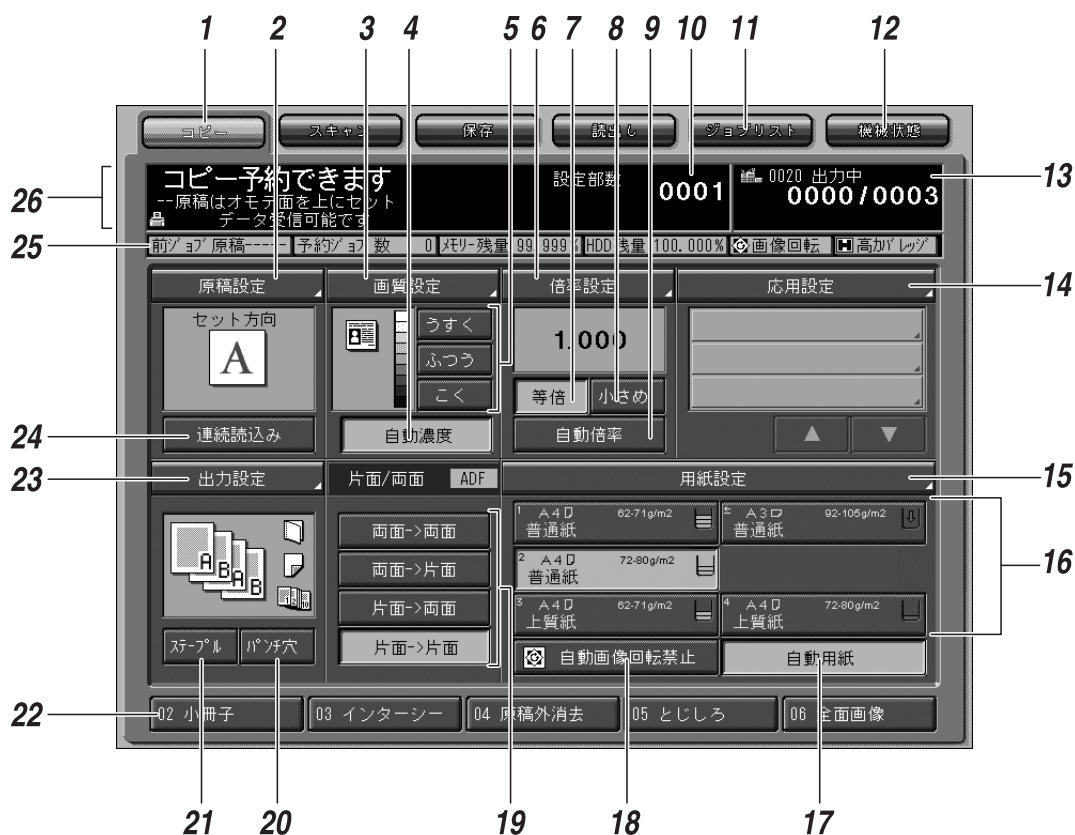 1 2 3 4 5 6 7 8 9 10 11 12
コピー スキャン 保存 読出し ジョブリスト 機械状態
コピー予約できます 設定部数 0001 0020 出力中 13
--原稿はオモテ面を上にセット 0000/0003
26
データ受信可能です
25 前ジョブ原稿----- 予約ジョブ数 0 メモリー残量 99.999% HDD残量 100.000% 画像回転 H 高カバレッジ
原稿設定 画質設定 倍率設定 応用設定 14
セット方向 うすく
A 1.000
ふつう
こく 等倍 小さめ
24 連続読込み 自動濃度 自動倍率 ▲ ▼
23 出力設定 片面/両面 ADF 用紙設定 15
1 A4 62-71g/m2 A3 92-105g/m2
両面->両面 普通紙 普通紙
2 A4 72-80g/m2 16
A B A B 両面->片面 普通紙
片面->両面 3 A4 62-71g/m2 4 A4 72-80g/m2
上質紙 上質紙
ステープル パンチ穴 片面->片面 自動画像回転禁止 自動用紙
22 02 小冊子 03 インターシー 04 原稿外消去 05 とじしろ 06 全面画像
21 20 19 18 17